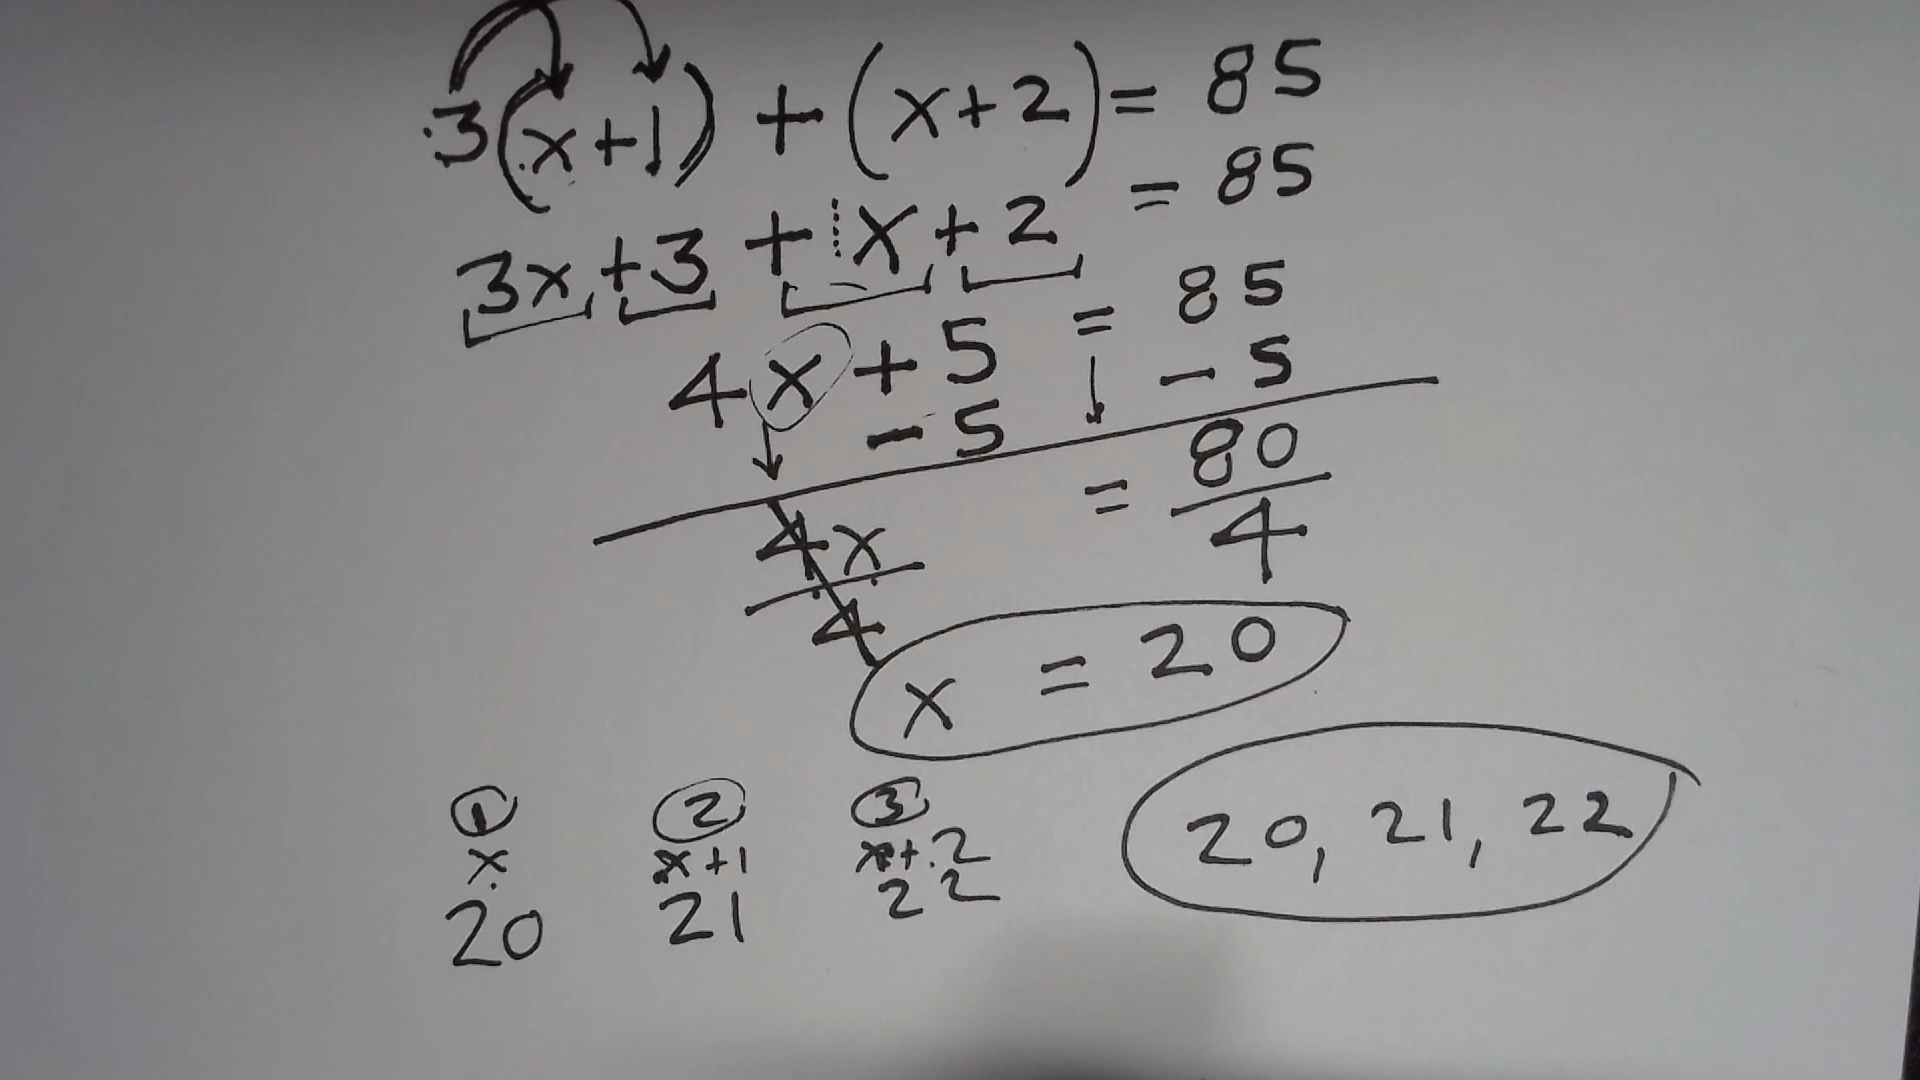 3(x+1) + (x+2) = 85
3x+3 + 1x+2 = 85
4x + 5 = 85
- 5 - 5
4x/4 = 80/4
x = 20
1 2 3
x x+1 x+2
20 21 22
20, 21, 22